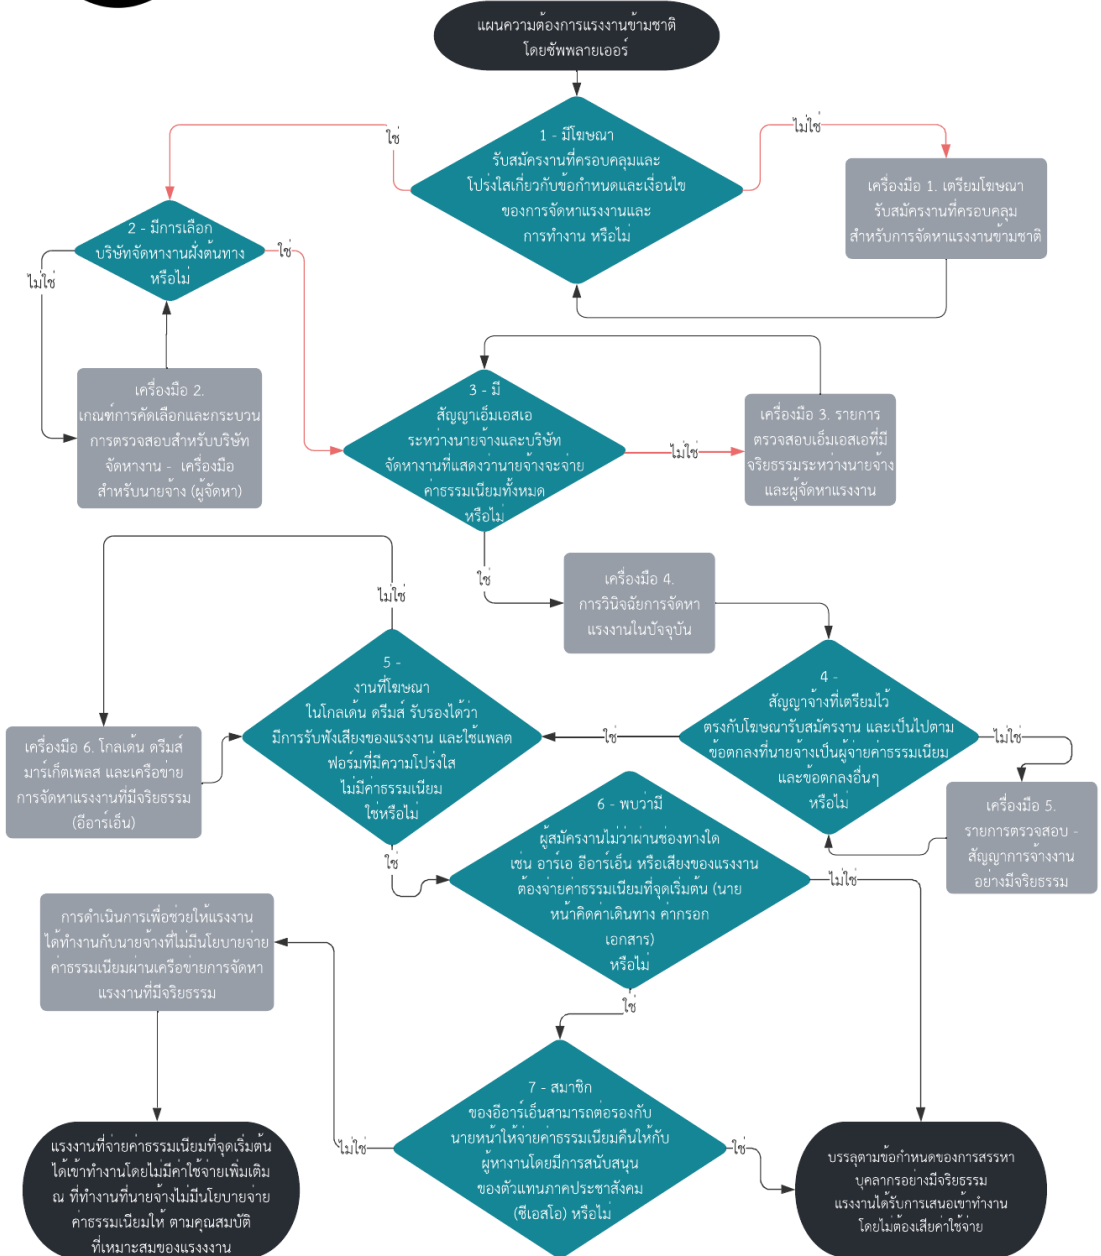 แผนความต้องการแรงงานข้ามชาติ
โดยซัพพลายเออร์
1 - มีโฆษณา
รับสมัครงานที่ครอบคลุมและ
โปร่งใสเกี่ยวกับข้อกำหนดและเงื่อนไข
ของการจัดหาแรงงานและ
การทำงาน หรือไม่
ใช่
ไม่ใช่
เครื่องมือ 1. เตรียมโฆษณา
รับสมัครงานที่ครอบคลุม
สำหรับการจัดหาแรงงานข้ามชาติ
2 - มีการเลือก
บริษัทจัดหางานฝั่งต้นทาง
หรือไม่
ใช่
ไม่ใช่
เครื่องมือ 2.
เกณฑ์การคัดเลือกและกระบวน
การตรวจสอบสำหรับบริษัท
จัดหางาน - เครื่องมือ
สำหรับนายจ้าง (ผู้จัดหา)
3 - มี
สัญญาเอ็มเอสเอ
ระหว่างนายจ้างและบริษัท
จัดหางานที่แสดงว่านายจ้างจะจ่าย
ค่าธรรมเนียมทั้งหมด
หรือไม่
ไม่ใช่
เครื่องมือ 3. รายการ
ตรวจสอบเอ็มเอสเอที่มี
จริยธรรมระหว่างนายจ้าง
และผู้จัดหาแรงงาน
ใช่
เครื่องมือ 4.
การวินิจฉัยการจัดหา
แรงงานในปัจจุบัน
4 -
สัญญาจ้างที่เตรียมไว้
ตรงกับโฆษณารับสมัครงาน และเป็นไปตาม
ขอตกลงที่นายจ้างเป็นผู้จ่ายค่าธรรมเนียม
และข้อตกลงอื่นๆ
หรือไม่
ใช่
ไม่ใช่
เครื่องมือ 5.
รายการตรวจสอบ -
สัญญาการจ้างงาน
อย่างมีจริยธรรม
5 -
งานที่โฆษณา
ในโกลเด้น ดรีมส์ รับรองได้ว่า
มีการรับฟังเสียงของแรงงาน และใช้แพลต
ฟอร์มที่มีความโปร่งใส
ไม่มีค่าธรรมเนียม
ใช่หรือไม่
ไม่ใช่
เครื่องมือ 6. โกลเด้น ดรีมส์
มาร์เก็ตเพลส และเครือข่าย
การจัดหาแรงงานที่มีจริยธรรม
(อีอาร์เอ็น)
ใช่
6 - พบว่ามี
ผู้สมัครงานไม่ว่าผ่านช่องทางใด
เช่น อาร์เอ อีอาร์เอ็น หรือเสียงของแรงงาน
ต้องจ่ายค่าธรรมเนียมที่จุดเริ่มต้น (นาย
หน้าคิดค่าเดินทาง ค่ากรอก
เอกสาร)
หรือไม่
ไม่ใช่
ใช่
7 - สมาชิก
ของอีอาร์เอ็นสามารถต่อรองกับ
นายหน้าให้จ่ายค่าธรรมเนียมคืนให้กับ
ผู้หางานโดยมีการสนับสนุน
ของตัวแทนภาคประชาสังคม
(ซีเอสโอ) หรือไม่
ไม่ใช่
ใช่
การดำเนินการเพื่อช่วยให้แรงงาน
ได้ทำงานกับนายจ้างที่ไม่มีนโยบายจ่าย
ค่าธรรมเนียมผ่านเครือข่ายการจัดหา
แรงงานที่มีจริยธรรม
แรงงานที่จ่ายค่าธรรมเนียมที่จุดเริ่มต้น
ได้เข้าทำงานโดยไม่มีค่าใช้จ่ายเพิ่มเติม
ณ ที่ทำงานที่นายจ้างไม่มีนโยบายจ่าย
ค่าธรรมเนียมให้ ตามคุณสมบัติ
ที่เหมาะสมของแรงงงาน
บรรลุตามข้อกำหนดของการสรรหา
บุคลากรอย่างมีจริยธรรม
แรงงานได้รับการเสนอเข้าทำงาน
โดยไม่ต้องเสียค่าใช้จ่าย